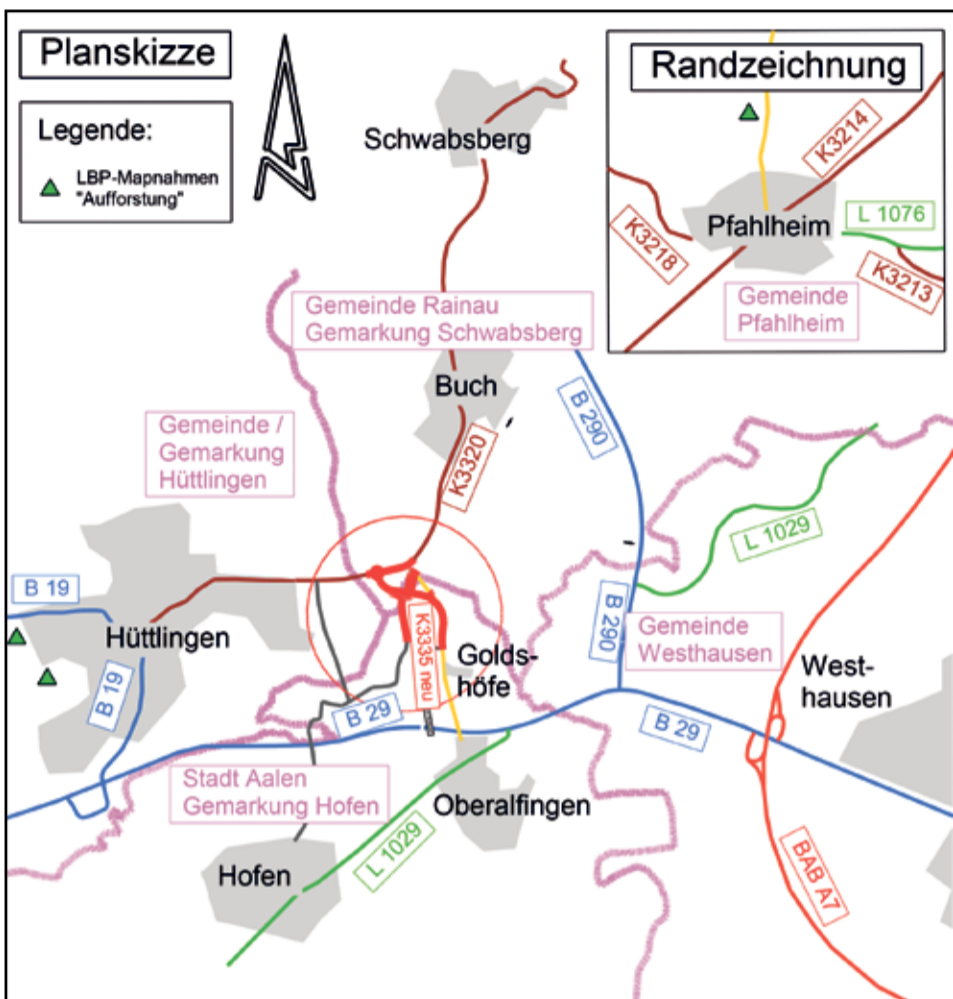 Planskizze
Legende:
LBP-Mapnahmen
"Aufforstung"
N
Schwabsberg
Randzeichnung
K3214
Pfahlheim
L 1076
K3218
K3213
Gemeinde
Pfahlheim
Gemeinde Rainau
Gemarkung Schwabsberg
Buch
B 290
Gemeinde /
Gemarkung
Hüttlingen
K3320
L 1029
B 19
Hüttlingen
B 19
K3335 neu
Golds-
höfe
B 290
Gemeinde
Westhausen
West-
hausen
B 29
B 29
Stadt Aalen
Gemarkung Hofen
Oberalfingen
Hofen
L 1029
BAB A7